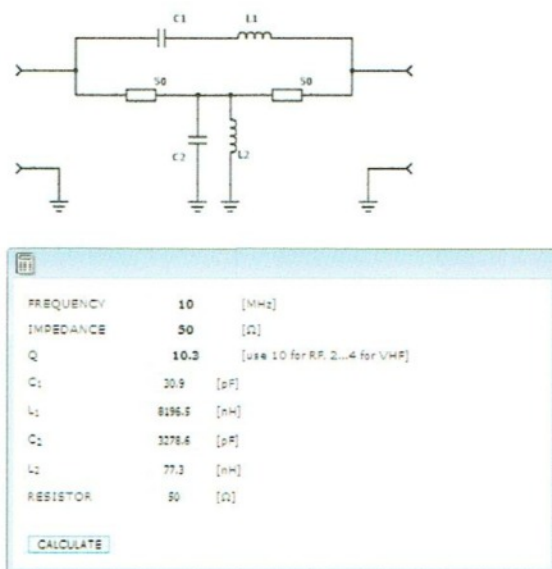 C1 L1
50 50
C2 L2
FREQUENCY 10 [MHz]
IMPEDANCE 50 [Ω]
Q 10.3 [use 10 for RF, 2...4 for VHF]
C₁ 30.9 [pF]
L₁ 8196.5 [nH]
C₂ 3278.6 [pF]
L₂ 77.3 [nH]
RESISTOR 50 [Ω]
CALCULATE